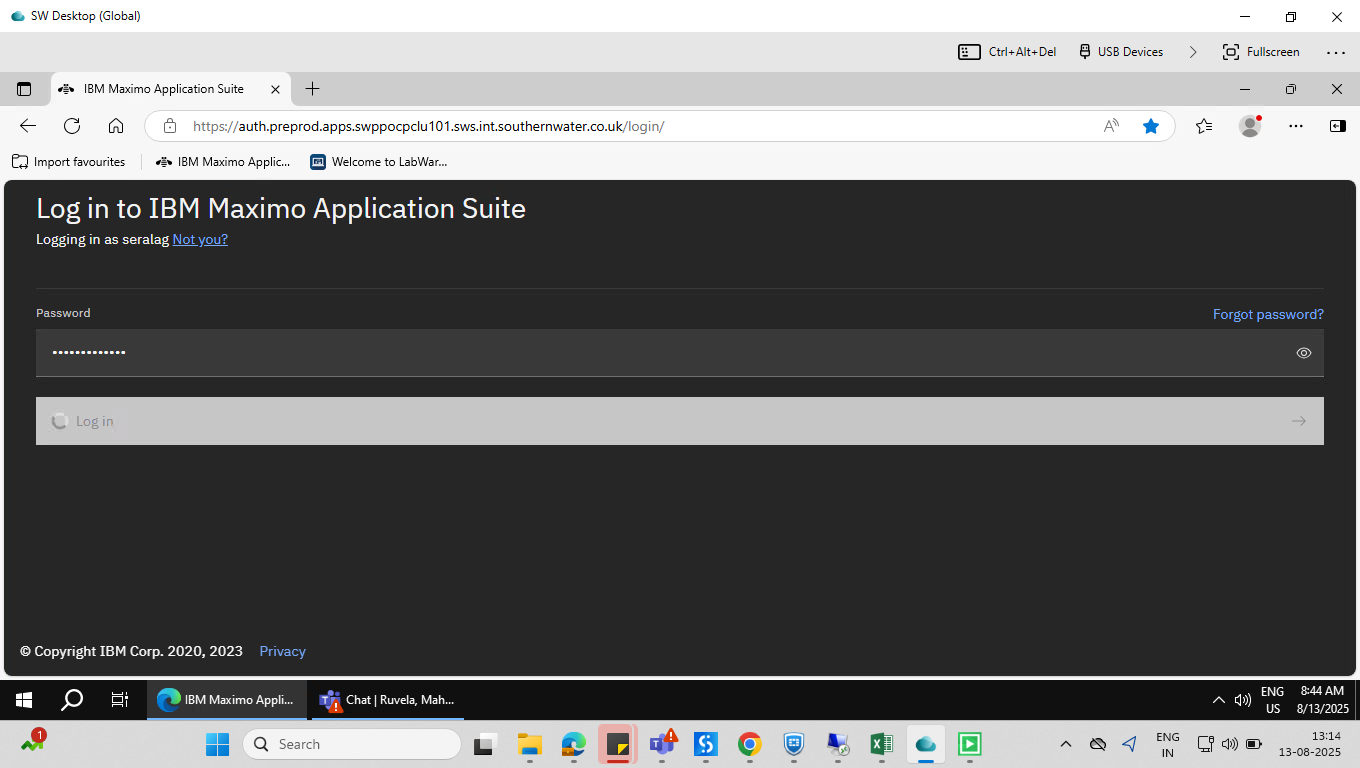 SW Desktop (Global)
Ctrl+Alt+Del
USB Devices
Fullscreen
IBM Maximo Application Suite
https://auth.preprod.apps.swppocpclu101.sws.int.southernwater.co.uk/login/
Import favourites
IBM Maximo Applic...
Welcome to LabWar...
Log in to IBM Maximo Application Suite
Logging in as seralag Not you?
Password
Forgot password?
•••••••••••••
Log in
© Copyright IBM Corp. 2020, 2023
Privacy
IBM Maximo Appli...
Chat | Ruvela, Mah...
ENG
US
8:44 AM
8/13/2025
1
Search
ENG
IN
13:14
13-08-2025